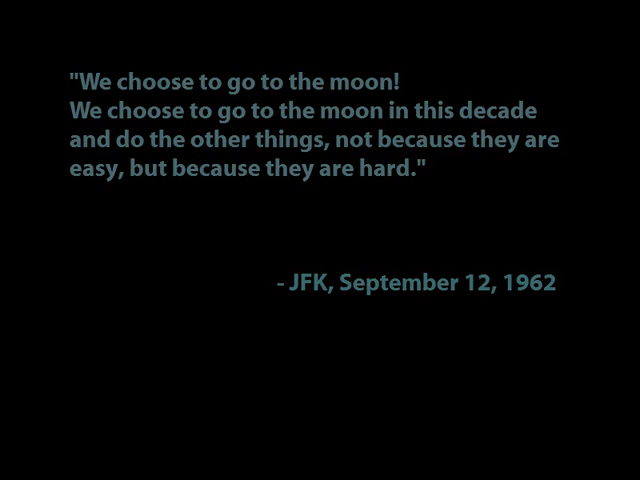 "We choose to go to the moon!
We choose to go to the moon in this decade
and do the other things, not because they are
easy, but because they are hard."
- JFK, September 12, 1962